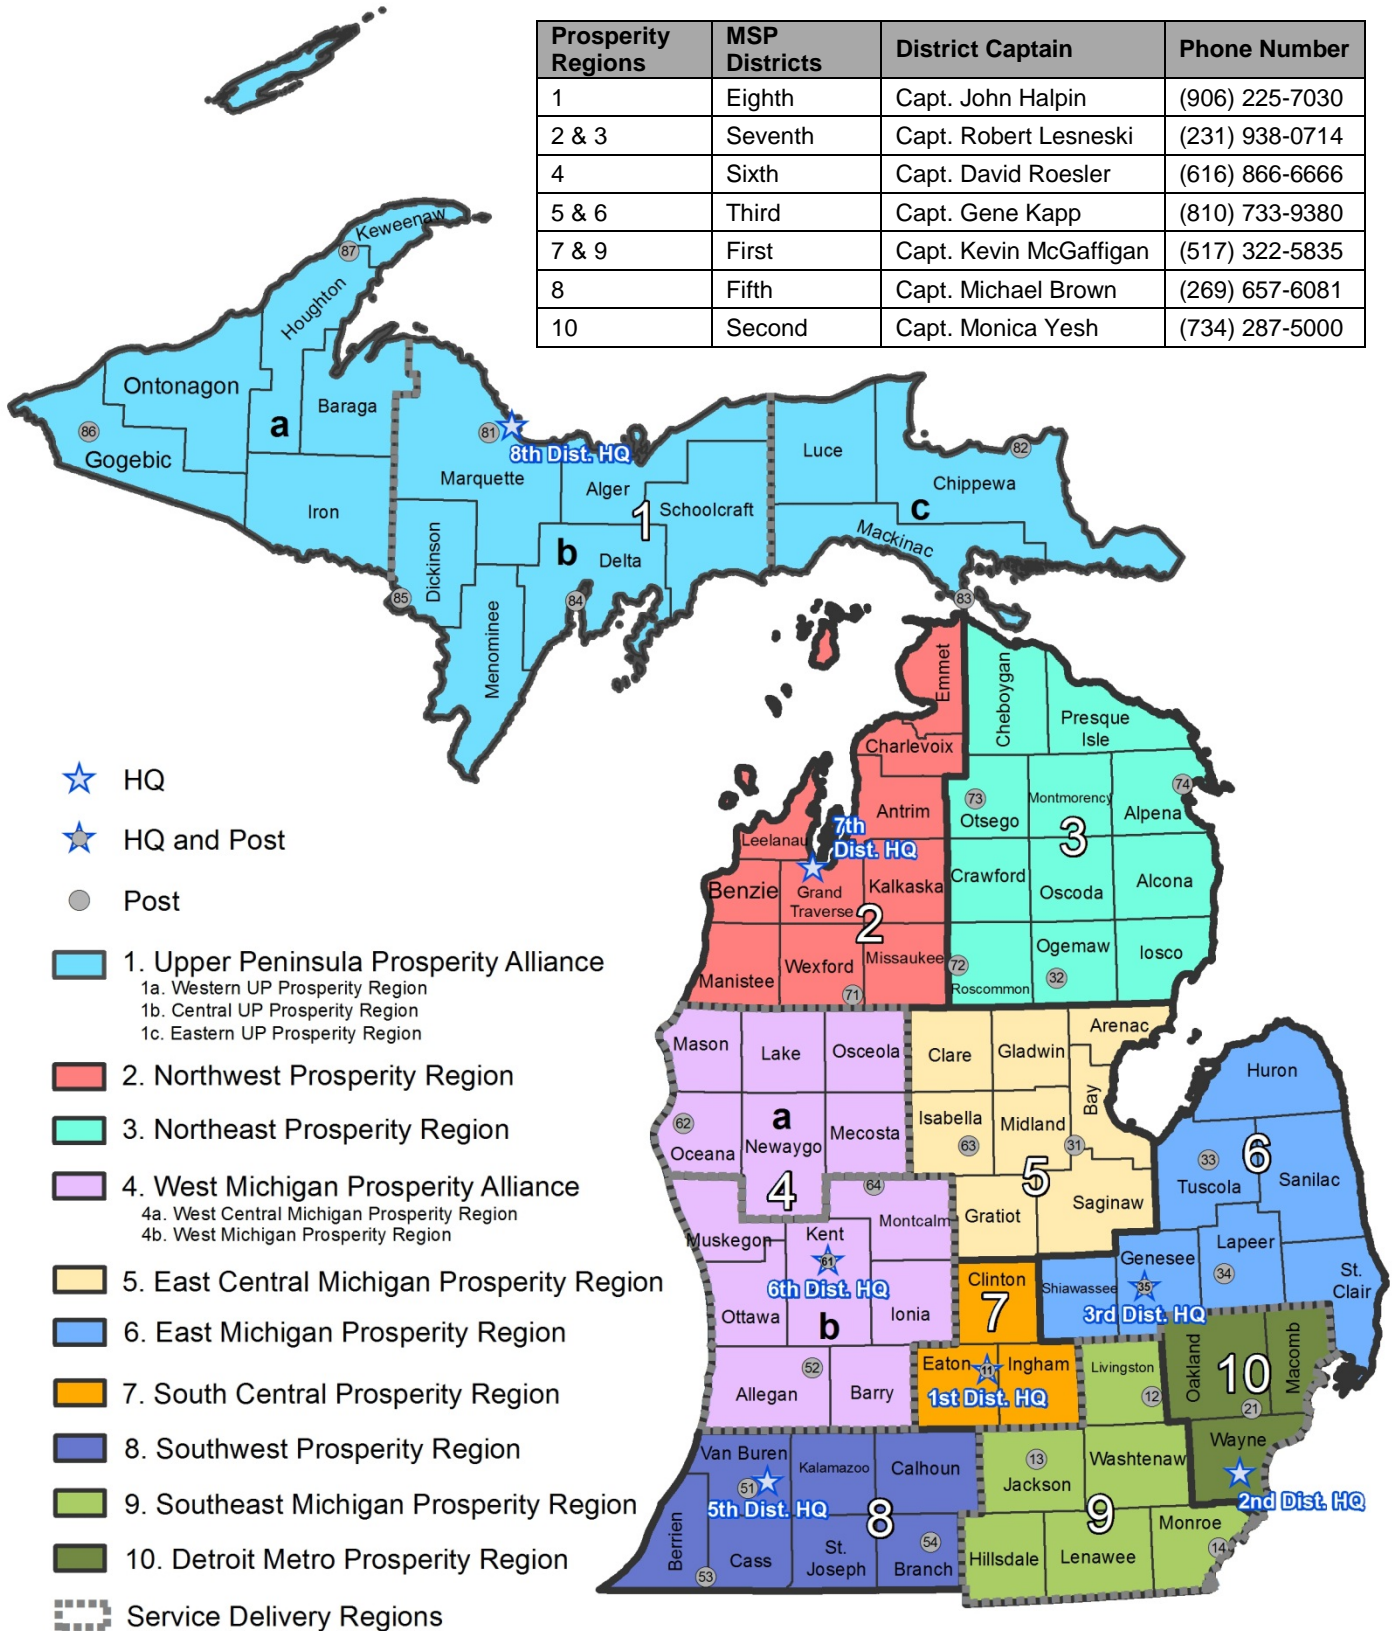 Prosperity Regions MSP Districts District Captain Phone Number
1 Eighth Capt. John Halpin (906) 225-7030
2 & 3 Seventh Capt. Robert Lesneski (231) 938-0714
4 Sixth Capt. David Roesler (616) 866-6666
5 & 6 Third Capt. Gene Kapp (810) 733-9380
7 & 9 First Capt. Kevin McGaffigan (517) 322-5835
8 Fifth Capt. Michael Brown (269) 657-6081
10 Second Capt. Monica Yesh (734) 287-5000
Keweenaw
87
Houghton
Ontonagon
Baraga
a
86
Gogebic
Iron
81
8th Dist. HQ
Marquette
Alger
Schoolcraft
1
b
Delta
Dickinson
85
84
Menominee
Luce
82
Chippewa
c
Mackinac
83
Emmet
Cheboygan
Presque
Isle
Charlevoix
Antrim
73
Otsego
Montmorency
74
Alpena
3
7th
Dist. HQ
Leelanau
Benzie
Grand
Traverse
Kalkaska
2
Crawford
Oscoda
Alcona
Manistee
Wexford
71
Missaukee
72
Roscommon
Ogemaw
32
Iosco
HQ
HQ and Post
Post
1. Upper Peninsula Prosperity Alliance
1a. Western UP Prosperity Region
1b. Central UP Prosperity Region
1c. Eastern UP Prosperity Region
2. Northwest Prosperity Region
3. Northeast Prosperity Region
4. West Michigan Prosperity Alliance
4a. West Central Michigan Prosperity Region
4b. West Michigan Prosperity Region
5. East Central Michigan Prosperity Region
6. East Michigan Prosperity Region
7. South Central Prosperity Region
8. Southwest Prosperity Region
9. Southeast Michigan Prosperity Region
10. Detroit Metro Prosperity Region
Service Delivery Regions
Mason
Lake
Osceola
Clare
Gladwin
Arenac
Huron
62
Oceana
a
Newaygo
Mecosta
Isabella
63
Midland
Bay
31
4
64
5
Gratiot
Saginaw
33
Tuscola
6
Sanilac
Muskegon
Montcalm
Kent
61
6th Dist. HQ
Ottawa
b
Ionia
Clinton
7
Shiawassee
Genesee
35
3rd Dist. HQ
Lapeer
34
St.
Clair
Allegan
52
Barry
Eaton
11
Ingham
1st Dist. HQ
Livingston
12
Oakland
10
Macomb
21
Wayne
2nd Dist. HQ
Van Buren
51
5th Dist. HQ
Kalamazoo
Calhoun
8
13
Jackson
Washtenaw
9
Berrien
53
Cass
St.
Joseph
54
Branch
Hillsdale
Lenawee
Monroe
14